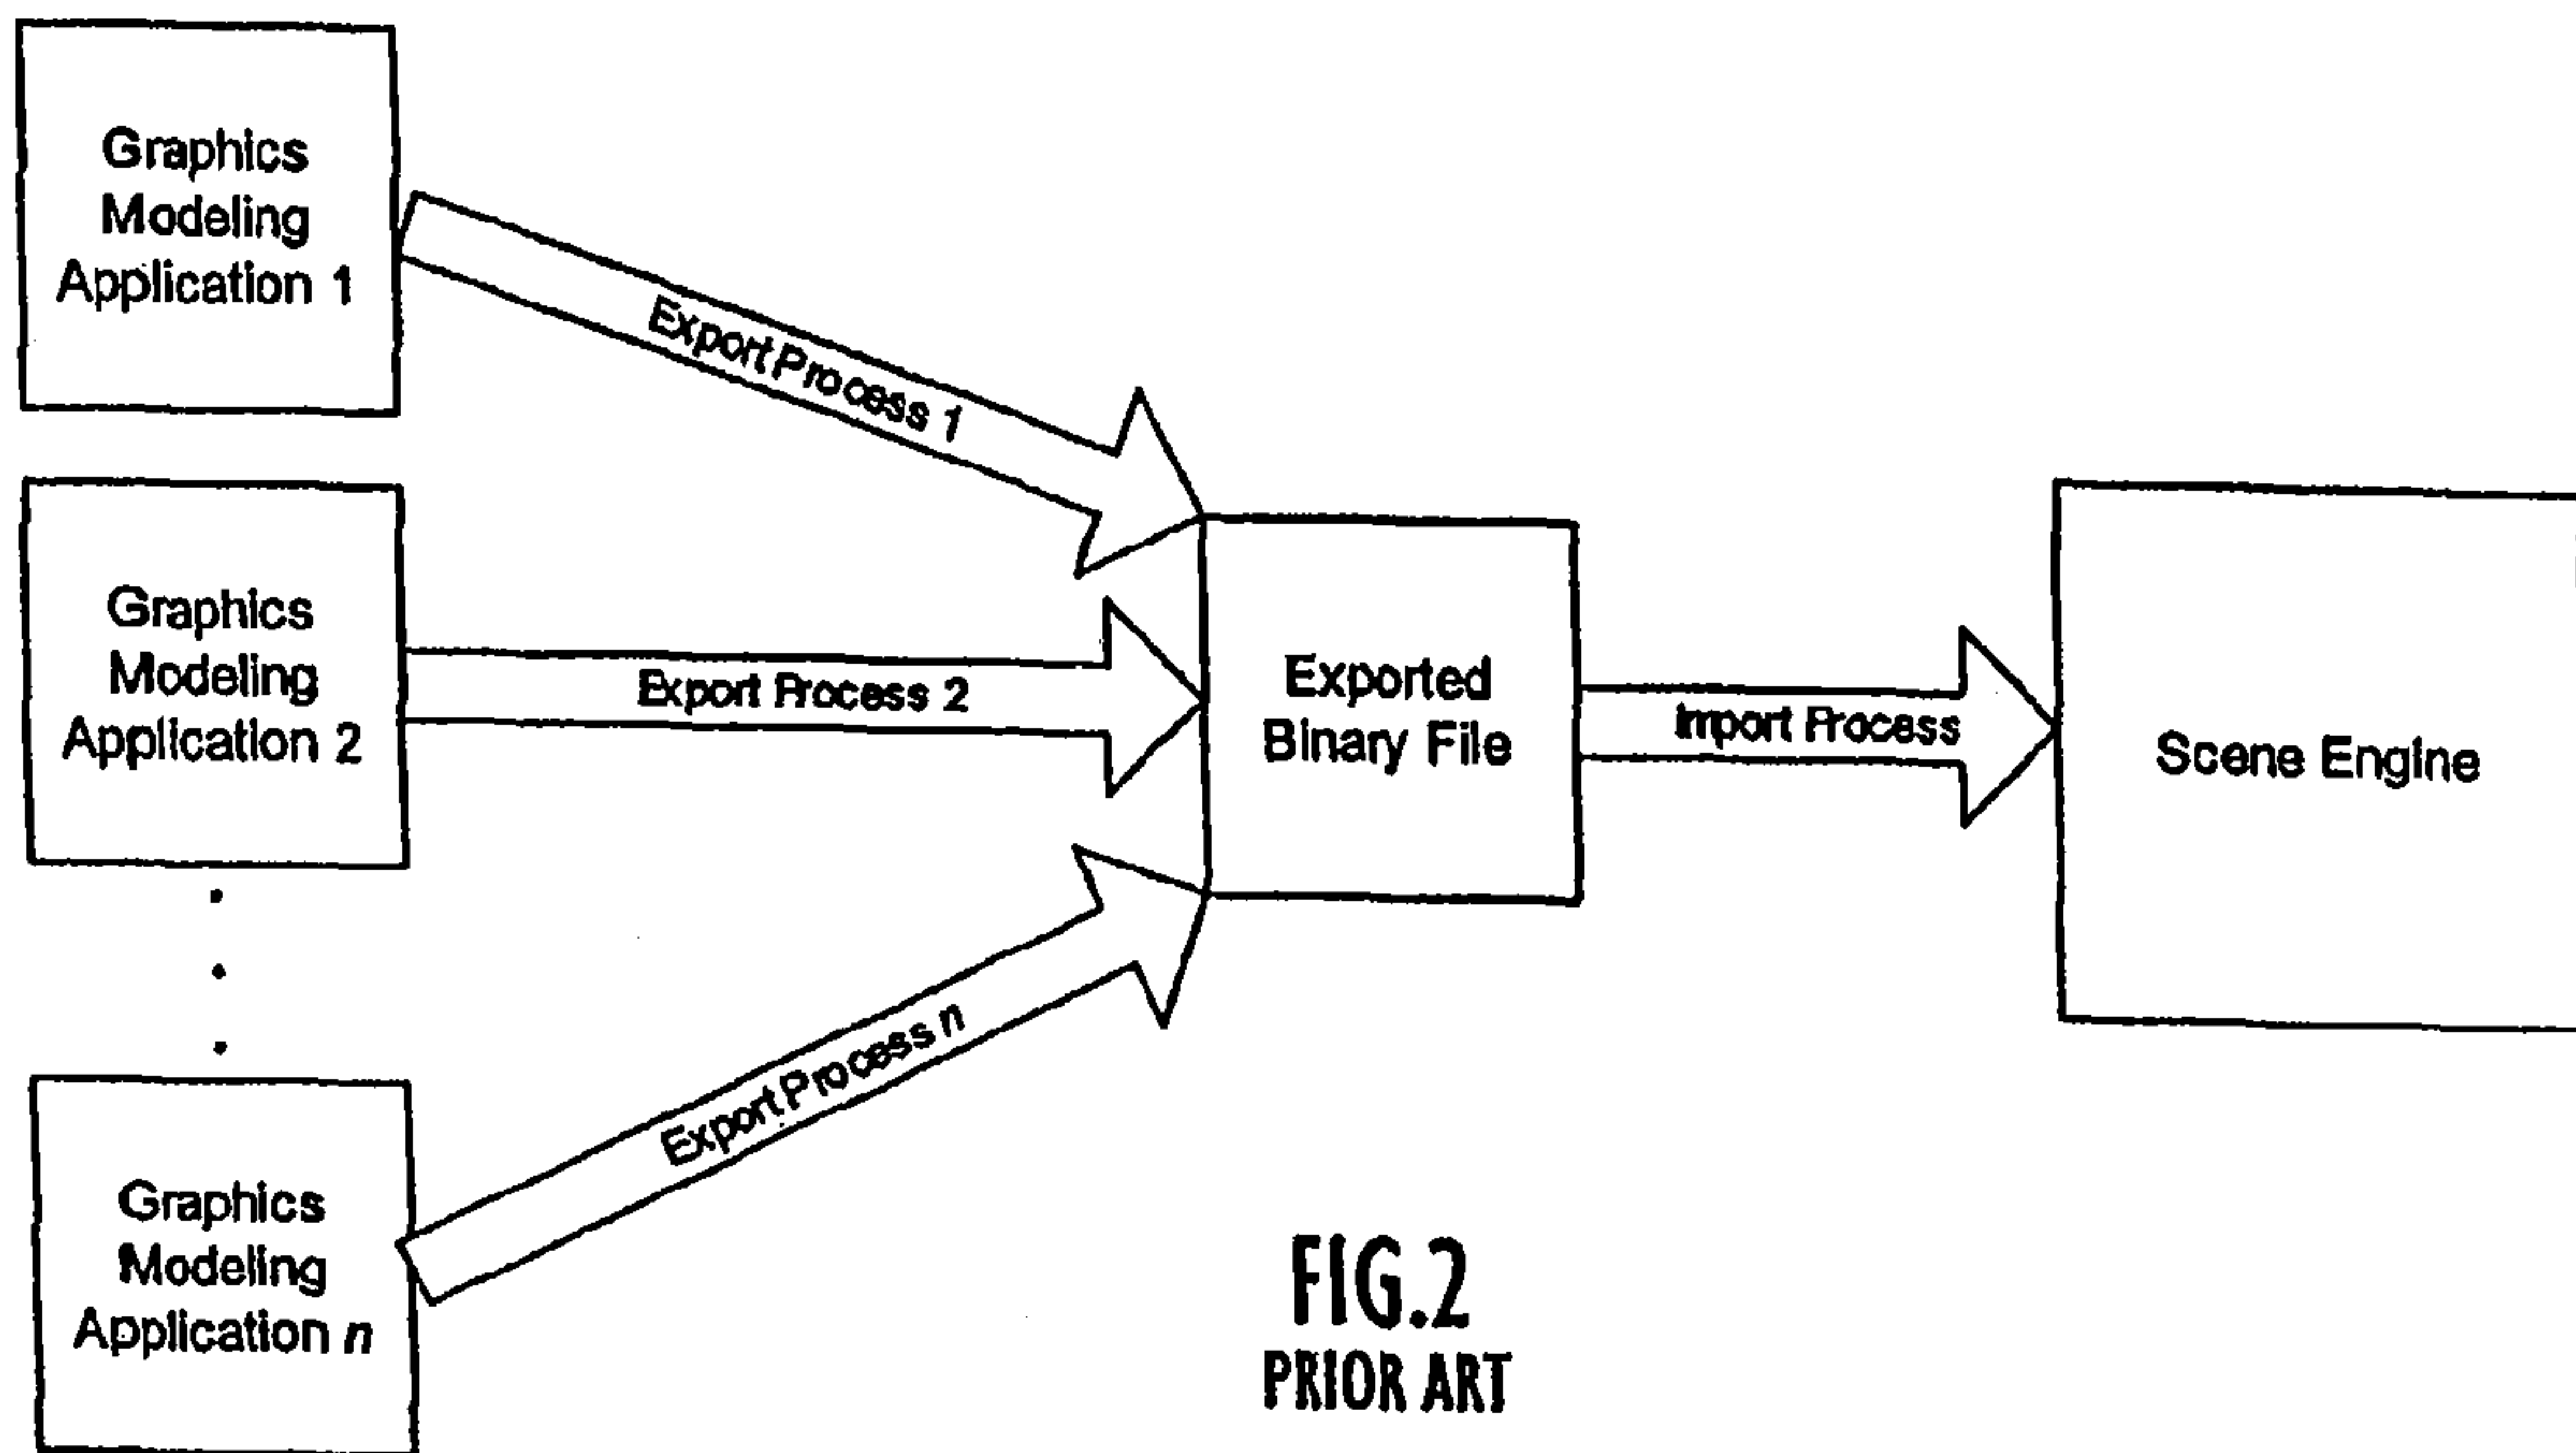 Graphics
Modeling
Application 1
Export Process 1
Graphics
Modeling
Application 2
Export Process 2
Exported
Binary File
Import Process
Scene Engine
Graphics
Modeling
Application n
Export Process n
FIG.2
PRIOR ART